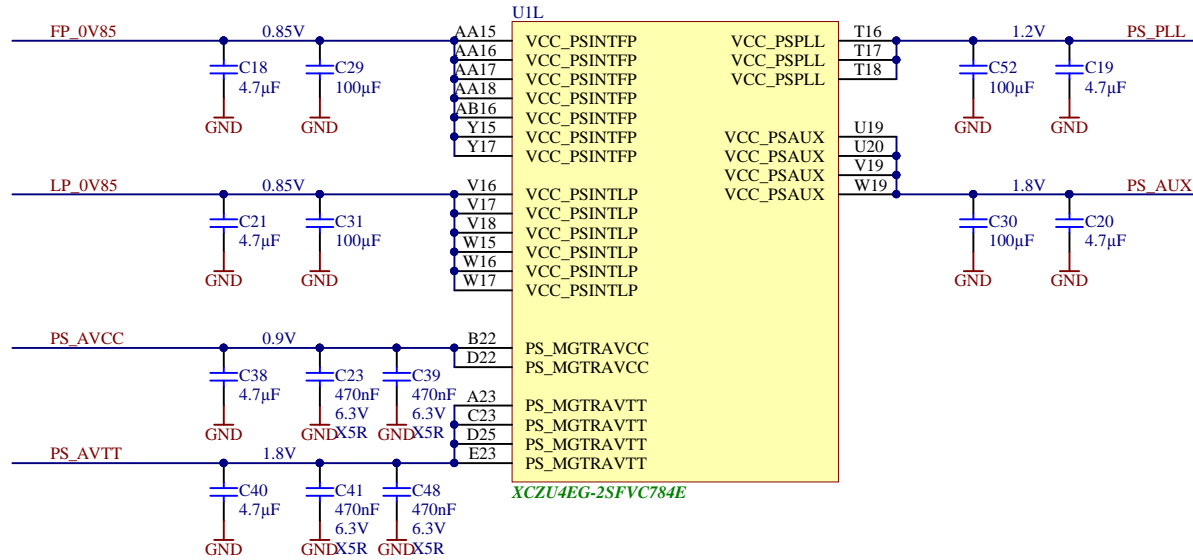 U1L
FP_0V85 0.85V AA15 VCC_PSINTFP VCC_PSPLL T16 1.2V PS_PLL
AA16 VCC_PSINTFP VCC_PSPLL T17
C18 C29 AA17 VCC_PSINTFP VCC_PSPLL T18 C52 C19
4.7µF 100µF AA18 VCC_PSINTFP 100µF 4.7µF
AB16 VCC_PSINTFP
GND GND Y15 VCC_PSINTFP VCC_PSAUX U19 GND GND
Y17 VCC_PSINTFP VCC_PSAUX U20
VCC_PSAUX V19
LP_0V85 0.85V V16 VCC_PSINTLP VCC_PSAUX W19 1.8V PS_AUX
V17 VCC_PSINTLP
C21 C31 V18 VCC_PSINTLP C30 C20
4.7µF 100µF W15 VCC_PSINTLP 100µF 4.7µF
W16 VCC_PSINTLP
GND GND W17 VCC_PSINTLP GND GND
PS_AVCC 0.9V B22 PS_MGTRAVCC
D22 PS_MGTRAVCC
C38 C23 C39
4.7µF 470nF 470nF
A23 PS_MGTRAVTT
6.3V 6.3V
C23 PS_MGTRAVTT
GND GND X5R GND X5R
D25 PS_MGTRAVTT
PS_AVTT 1.8V E23 PS_MGTRAVTT
C40 C41 C48 XCZU4EG-2SFVC784E
4.7µF 470nF 470nF
6.3V 6.3V
GND GND X5R GND X5R